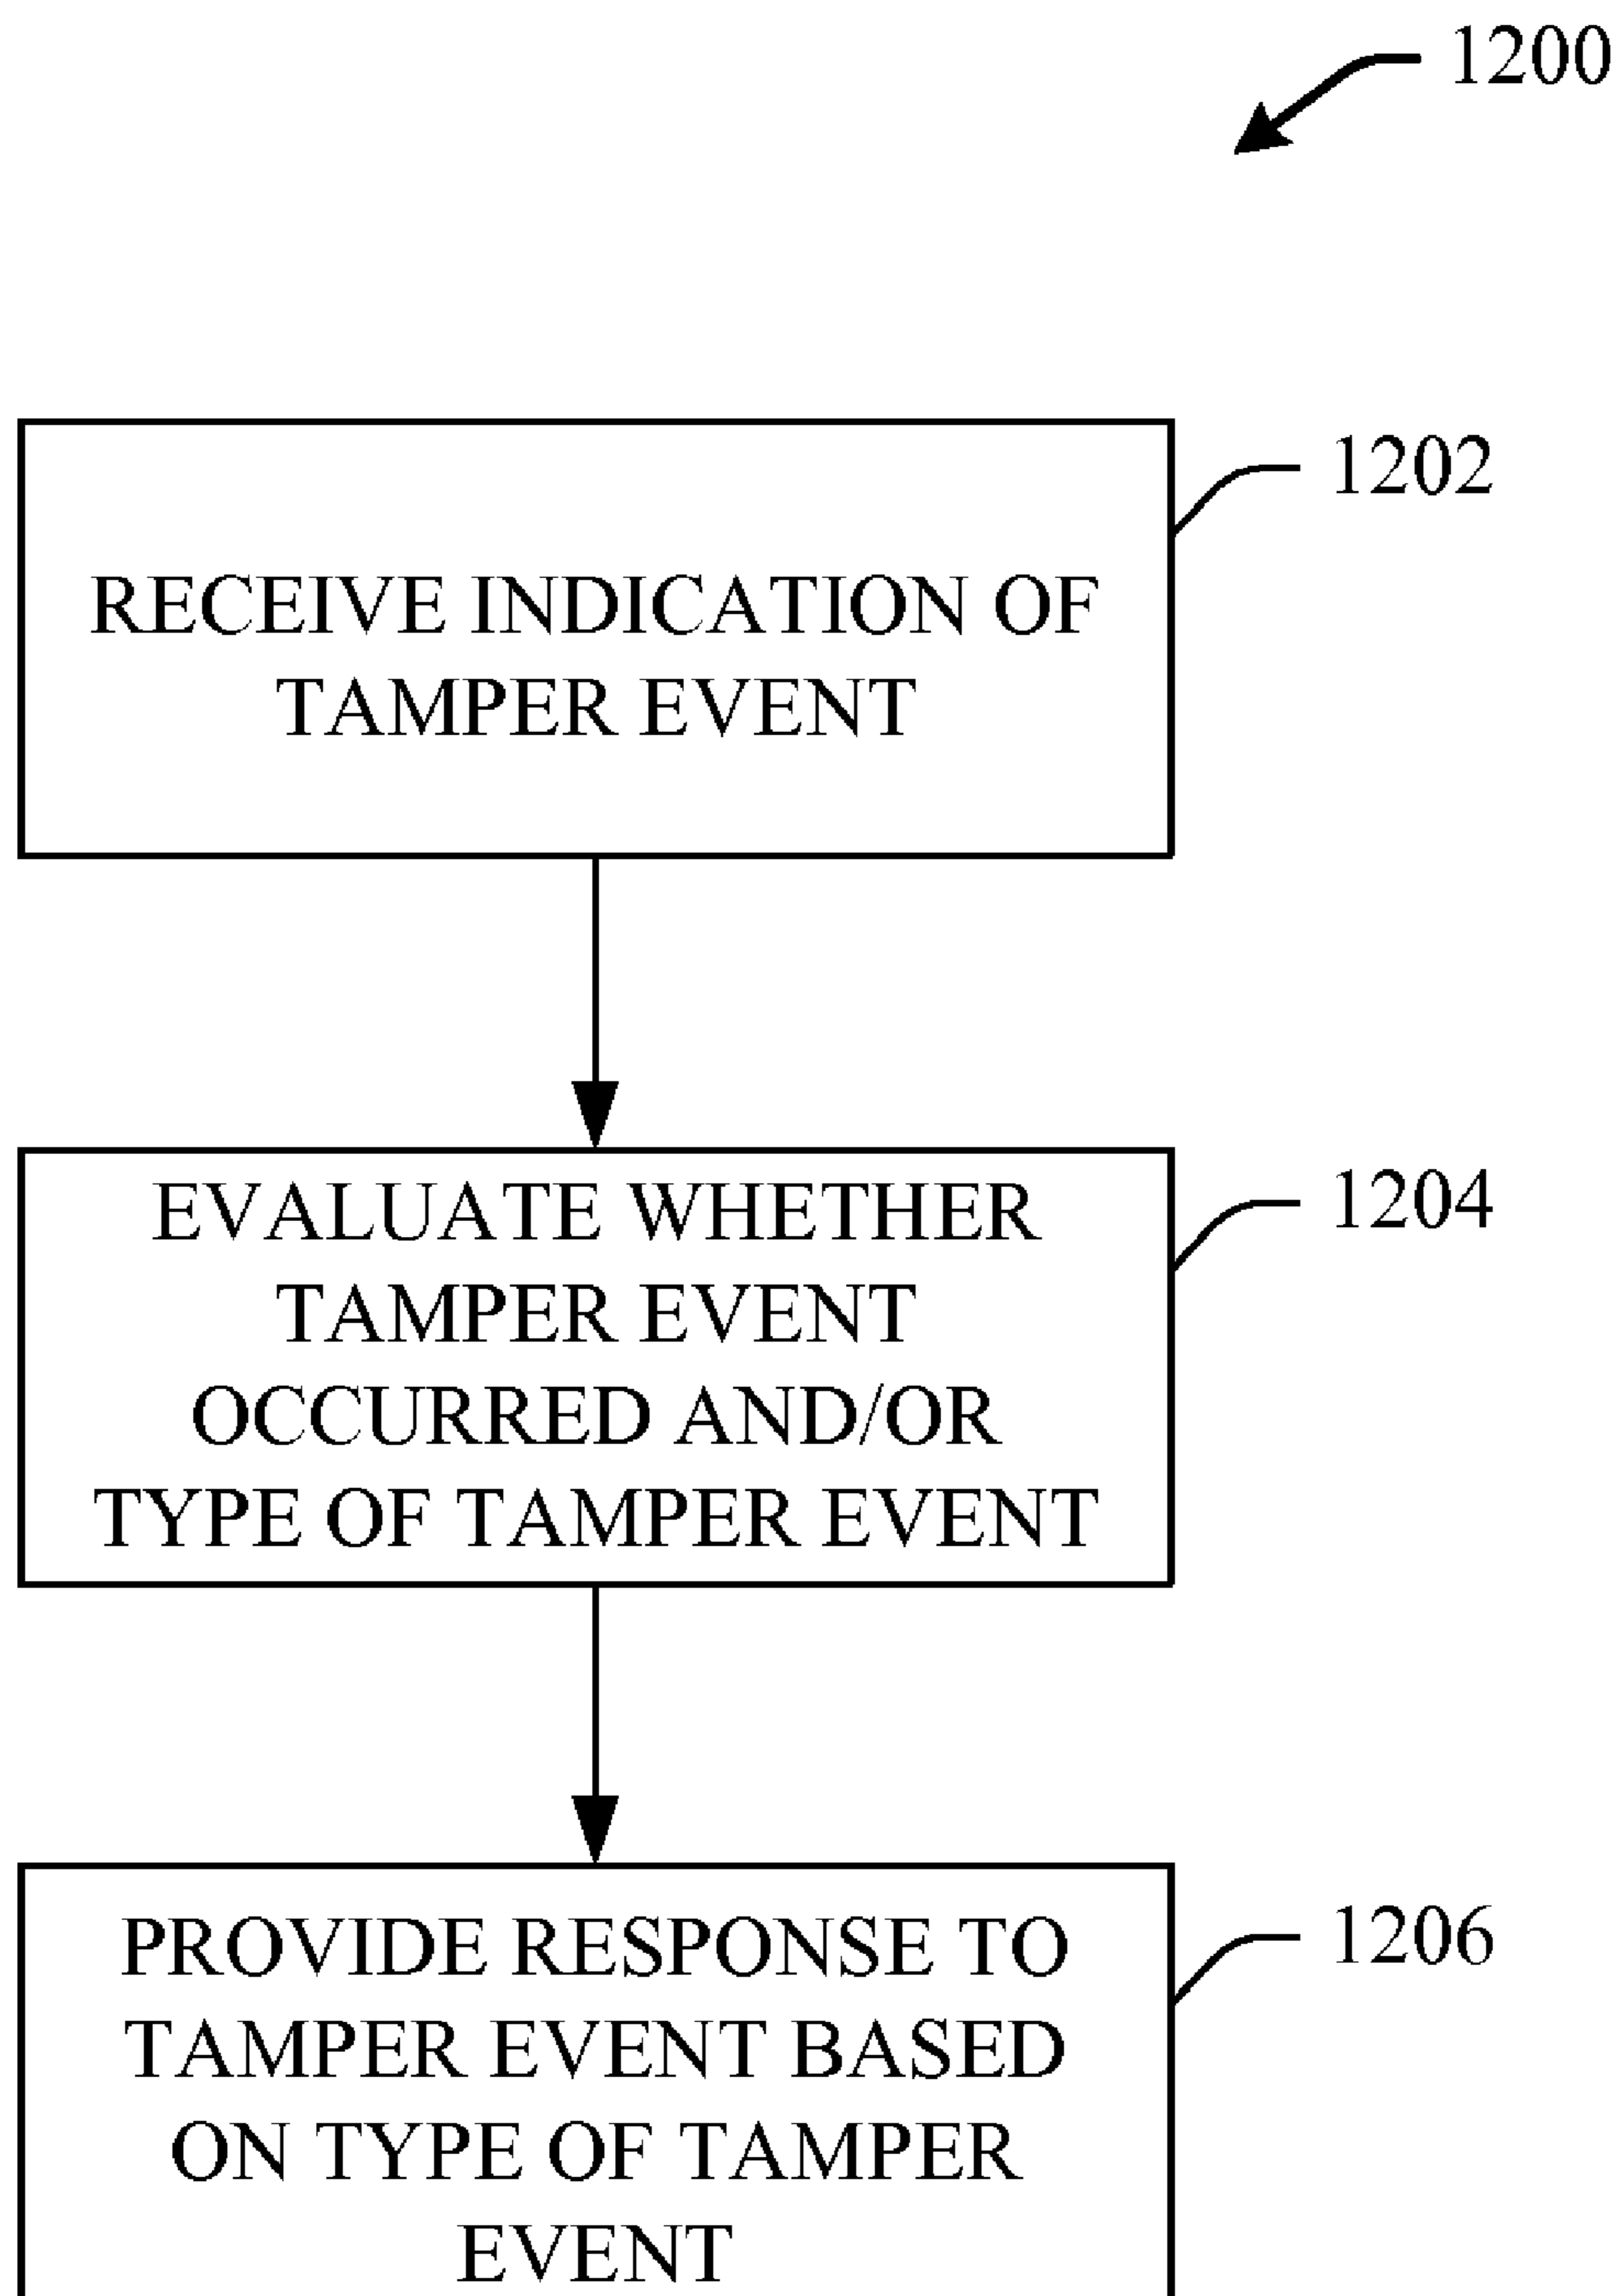 1200
1202
RECEIVE INDICATION OF
TAMPER EVENT
1204
EVALUATE WHETHER
TAMPER EVENT
OCCURRED AND/OR
TYPE OF TAMPER EVENT
1206
PROVIDE RESPONSE TO
TAMPER EVENT BASED
ON TYPE OF TAMPER
EVENT